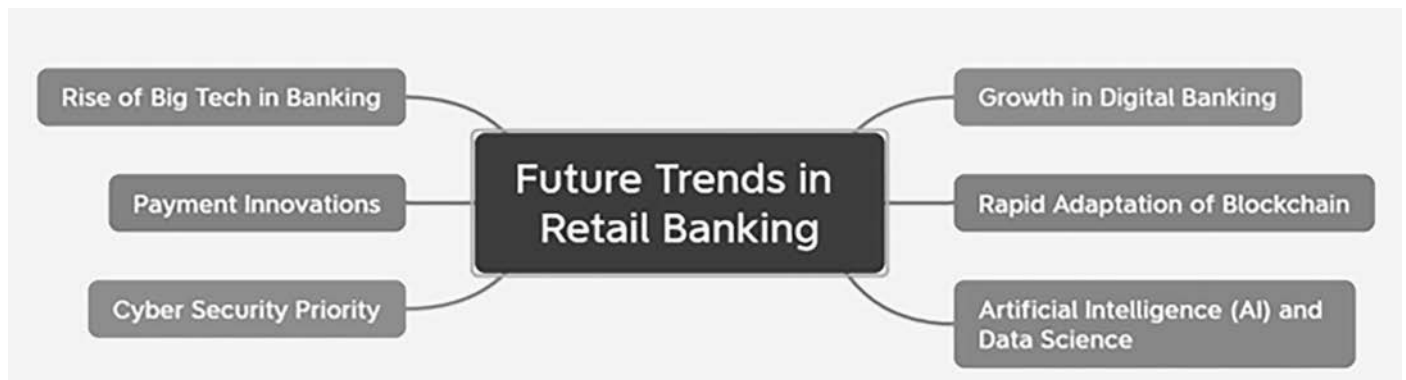 Rise of Big Tech in Banking
Payment Innovations
Cyber Security Priority
Future Trends in
Retail Banking
Growth in Digital Banking
Rapid Adaptation of Blockchain
Artificial Intelligence (AI) and
Data Science